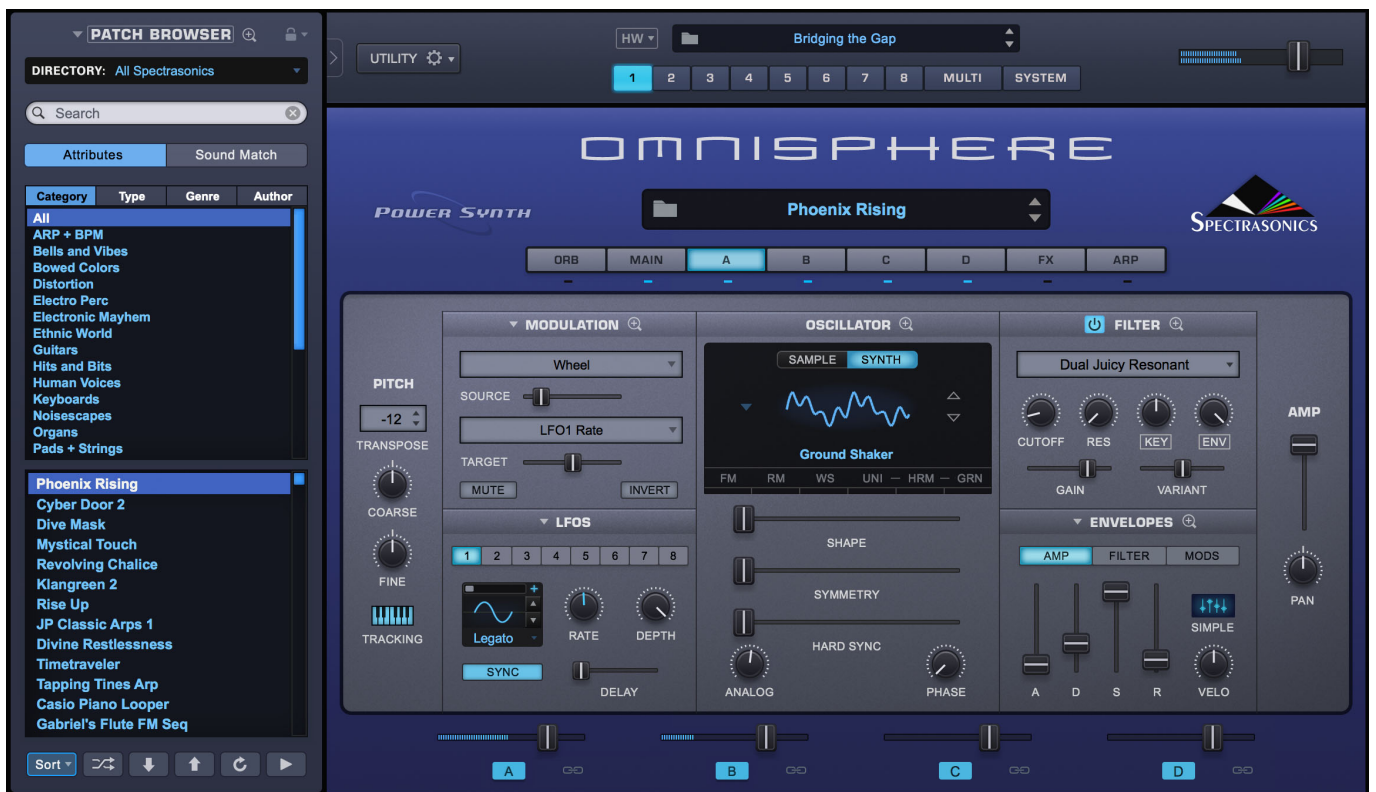 PATCH BROWSER
DIRECTORY: All Spectrasonics
Search
Attributes Sound Match
Category Type Genre Author
All
ARP + BPM
Bells and Vibes
Bowed Colors
Distortion
Electro Perc
Electronic Mayhem
Ethnic World
Guitars
Hits and Bits
Human Voices
Keyboards
Noisescapes
Organs
Pads + Strings
Phoenix Rising
Cyber Door 2
Dive Mask
Mystical Touch
Revolving Chalice
Klangreen 2
Rise Up
JP Classic Arps 1
Divine Restlessness
Timetraveler
Tapping Tines Arp
Casio Piano Looper
Gabriel's Flute FM Seq
Sort
UTILITY
HW
Bridging the Gap
1 2 3 4 5 6 7 8 MULTI SYSTEM
OMNISPHERE
POWER SYNTH
Phoenix Rising
SPECTRASONICS
ORB MAIN A B C D FX ARP
PITCH
-12
TRANSPOSE
COARSE
FINE
TRACKING
MODULATION
Wheel
SOURCE
LFO1 Rate
TARGET
MUTE INVERT
LFOS
1 2 3 4 5 6 7 8
Legato
RATE DEPTH
SYNC
DELAY
OSCILLATOR
SAMPLE SYNTH
Ground Shaker
FM RM WS UNI – HRM – GRN
SHAPE
SYMMETRY
HARD SYNC
ANALOG PHASE
FILTER
Dual Juicy Resonant
CUTOFF RES KEY ENV
GAIN VARIANT
ENVELOPES
AMP FILTER MODS
SIMPLE
A D S R VELO
AMP
PAN
A B C D